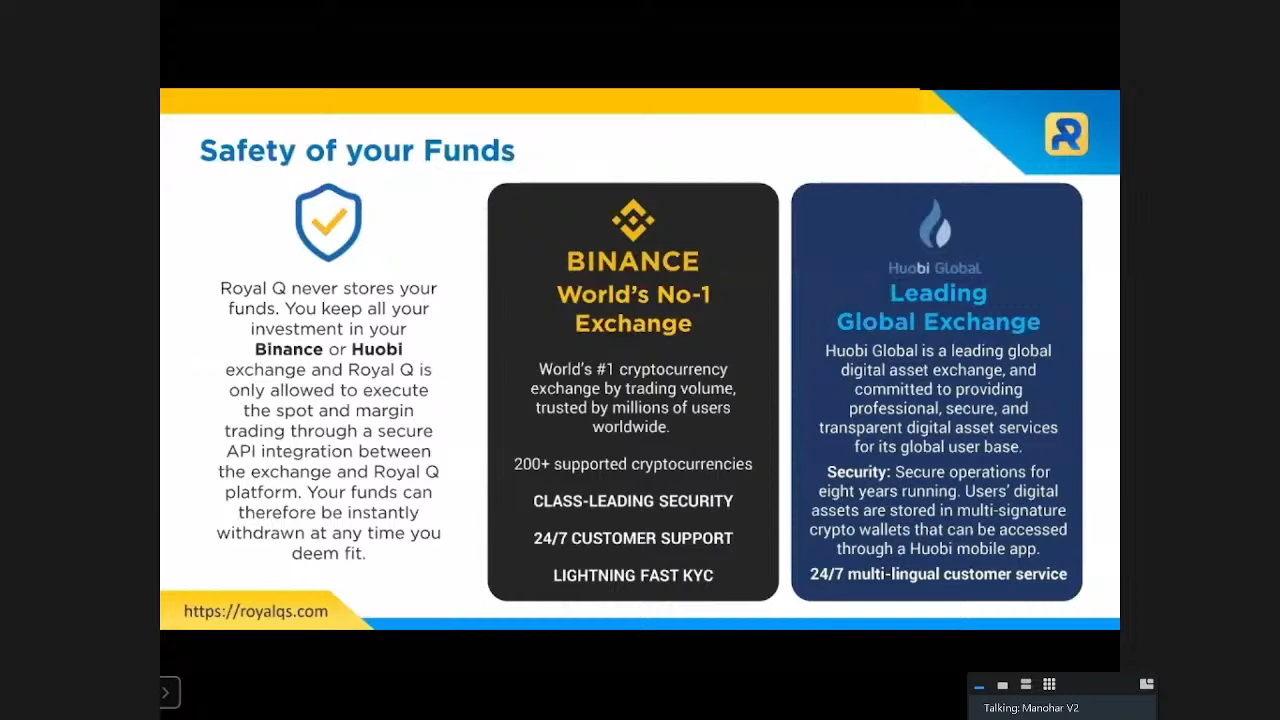 Safety of your Funds
Royal Q never stores your
funds. You keep all your
investment in your
Binance or Huobi
exchange and Royal Q is
only allowed to execute
the spot and margin
trading through a secure
API integration between
the exchange and Royal Q
platform. Your funds can
therefore be instantly
withdrawn at any time you
deem fit.
BINANCE
World's No-1
Exchange
World's #1 cryptocurrency
exchange by trading volume,
trusted by millions of users
worldwide.
200+ supported cryptocurrencies
CLASS-LEADING SECURITY
24/7 CUSTOMER SUPPORT
LIGHTNING FAST KYC
Huobi Global
Leading
Global Exchange
Huobi Global is a leading global
digital asset exchange, and
committed to providing
professional, secure, and
transparent digital asset services
for its global user base.
Security: Secure operations for
eight years running. Users' digital
assets are stored in multi-signature
crypto wallets that can be accessed
through a Huobi mobile app.
24/7 multi-lingual customer service
https://royalqs.com
Talking: Manohar V2